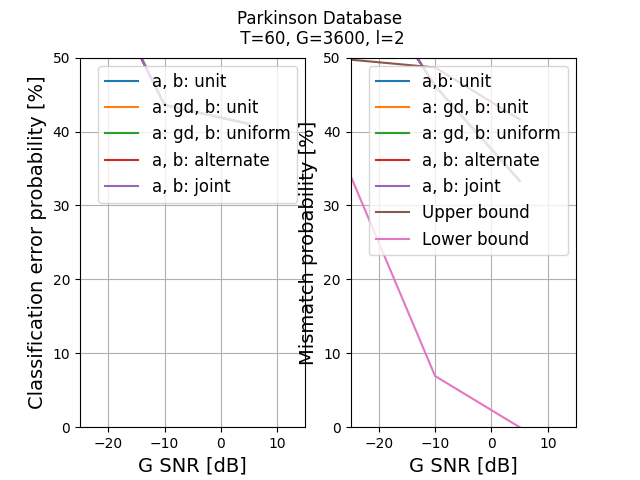 Parkinson Database
T=60, G=3600, l=2
Classification error probability [%]
50
40
30
20
10
0
−20
−10
0
10
G SNR [dB]
a, b: unit
a: gd, b: unit
a: gd, b: uniform
a, b: alternate
a, b: joint
Mismatch probability [%]
50
40
30
20
10
0
−20
−10
0
10
G SNR [dB]
a,b: unit
a: gd, b: unit
a: gd, b: uniform
a, b: alternate
a, b: joint
Upper bound
Lower bound